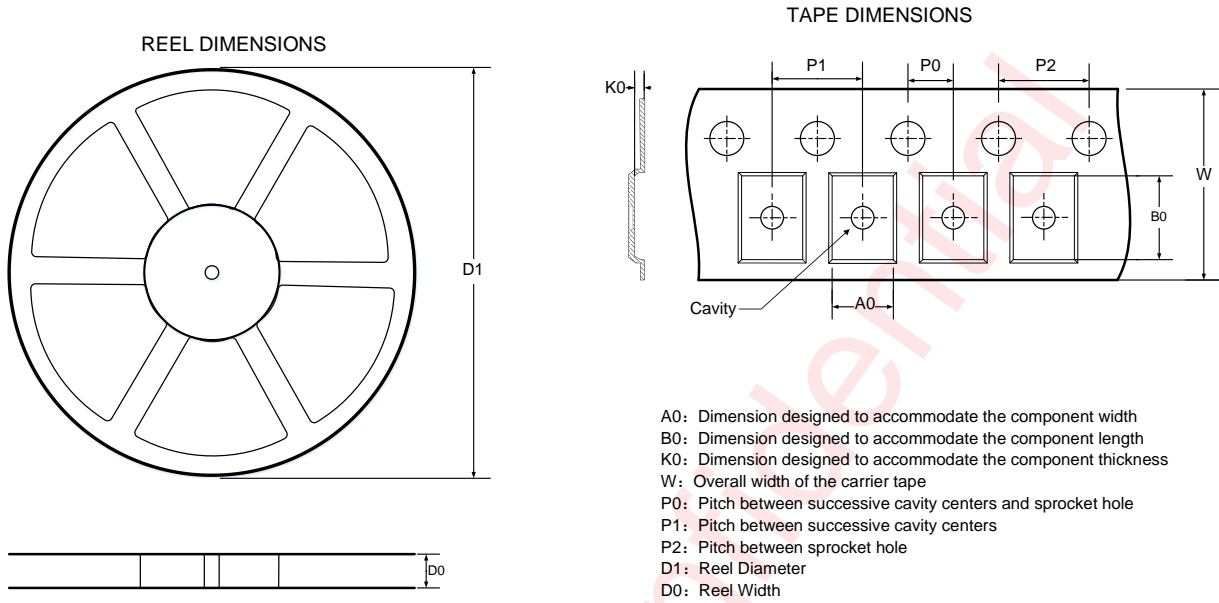 TAPE DIMENSIONS
REEL DIMENSIONS
D1
D0
K0
P1
P0
P2
W
B0
A0
Cavity
A0：Dimension designed to accommodate the component width
B0：Dimension designed to accommodate the component length
K0：Dimension designed to accommodate the component thickness
W：Overall width of the carrier tape
P0：Pitch between successive cavity centers and sprocket hole
P1：Pitch between successive cavity centers
P2：Pitch between sprocket hole
D1：Reel Diameter
D0：Reel Width
nfidential